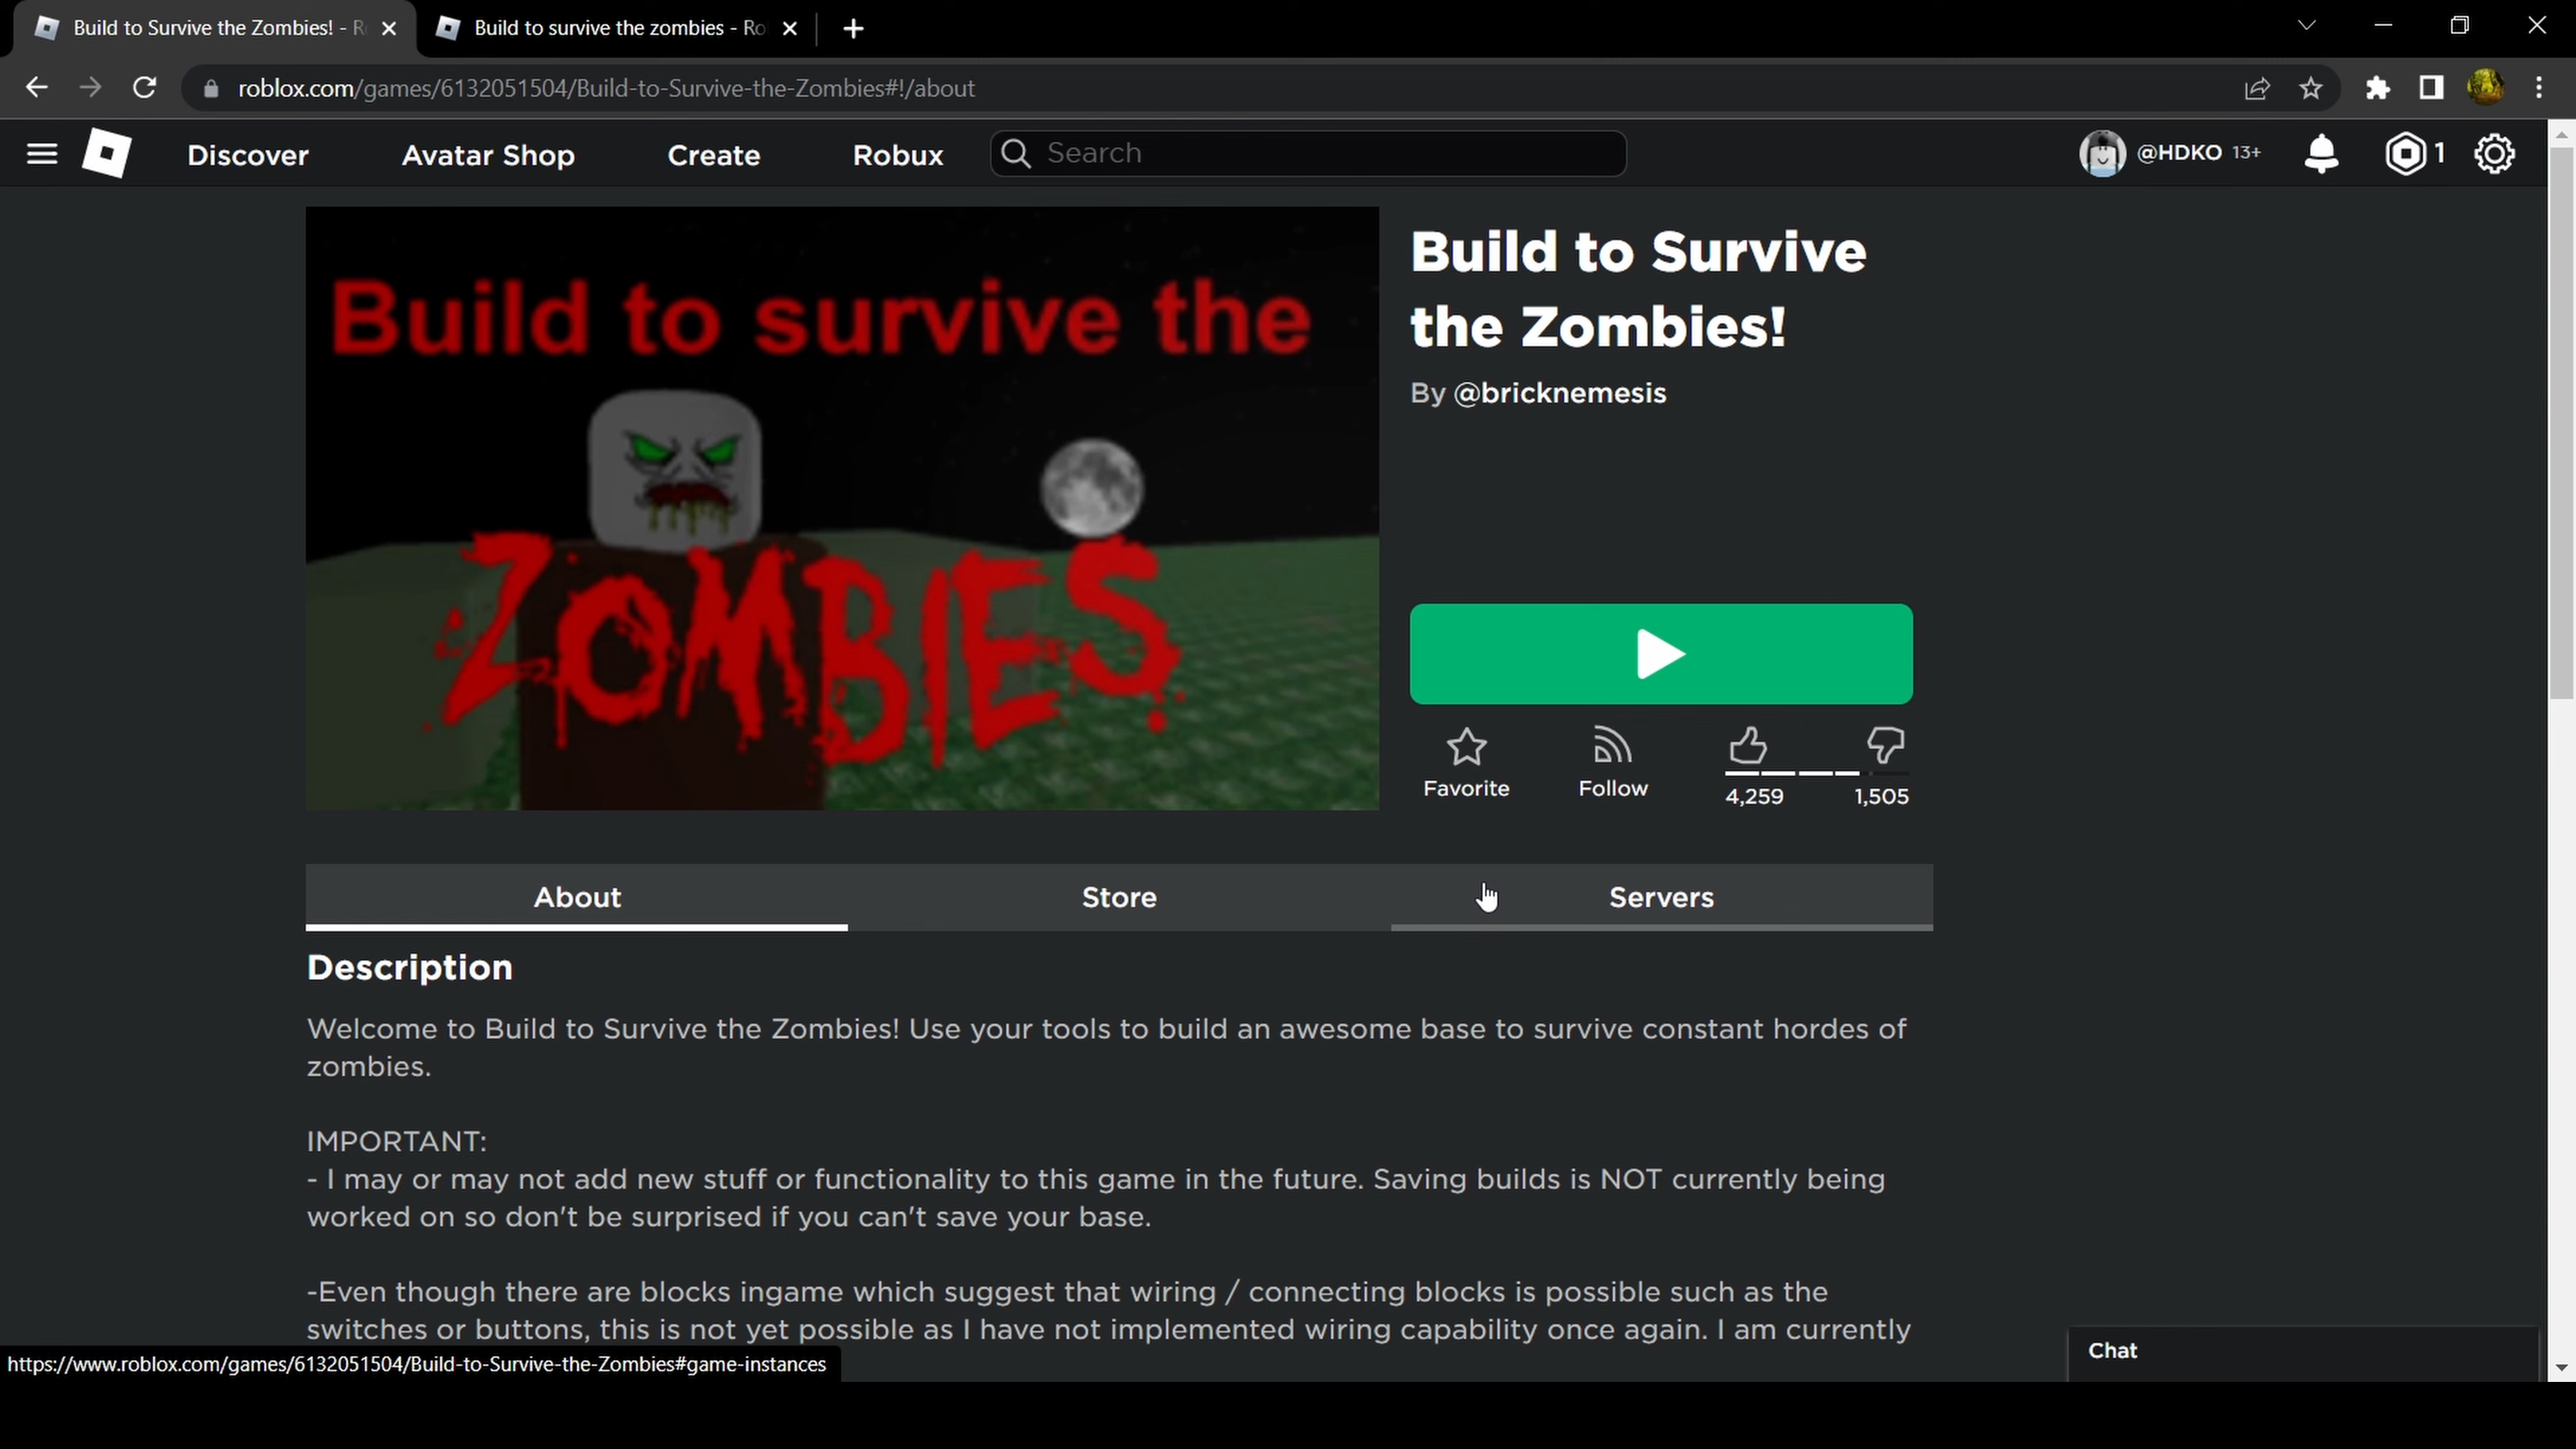 Build to Survive the Zombies! - R
Build to survive the zombies - Ro
roblox.com/games/6132051504/Build-to-Survive-the-Zombies#!/about
Discover
Avatar Shop
Create
Robux
Search
@HDKO 13+
1
Build to survive the
ZOMBIES
Build to Survive
the Zombies!
By @bricknemesis
Favorite
Follow
4,259
1,505
About
Store
Servers
Description
Welcome to Build to Survive the Zombies! Use your tools to build an awesome base to survive constant hordes of
zombies.
IMPORTANT:
- I may or may not add new stuff or functionality to this game in the future. Saving builds is NOT currently being
worked on so don't be surprised if you can't save your base.
-Even though there are blocks ingame which suggest that wiring / connecting blocks is possible such as the
switches or buttons, this is not yet possible as I have not implemented wiring capability once again. I am currently
https://www.roblox.com/games/6132051504/Build-to-Survive-the-Zombies#game-instances
Chat